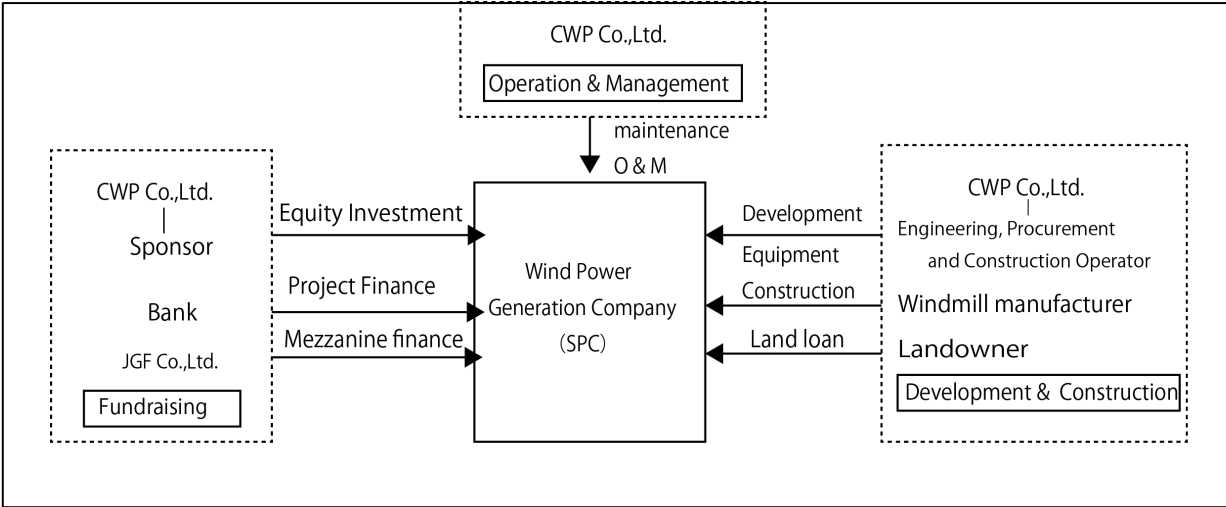 CWP Co.,Ltd.
Operation & Management
maintenance
O & M
CWP Co.,Ltd.
Sponsor
Bank
JGF Co.,Ltd.
Fundraising
Equity Investment
Project Finance
Mezzanine finance
Wind Power
Generation Company
(SPC)
Development
Equipment
Construction
Land loan
CWP Co.,Ltd.
Engineering, Procurement
and Construction Operator
Windmill manufacturer
Landowner
Development & Construction